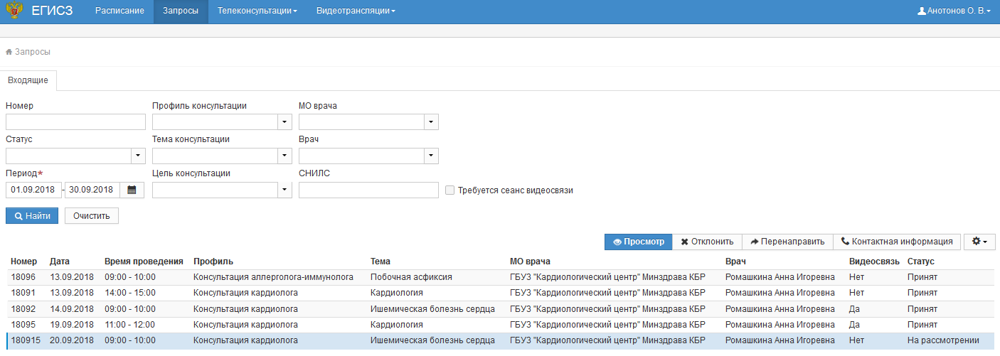 ЕГИСЗ Расписание Запросы Телеконсультации Видеотрансляции Анотонов О. В.
Запросы
Входящие
Номер Профиль консультации МО врача
Статус Тема консультации Врач
Период* Цель консультации СНИЛС
01.09.2018 - 30.09.2018 Требуется сеанс видеосвязи
Найти Очистить
Просмотр Отклонить Перенаправить Контактная информация
Номер Дата Время проведения Профиль Тема МО врача Врач Видеосвязь Статус
18096 13.09.2018 09:00 - 10:00 Консультация аллерголога-иммунолога Побочная асфиксия ГБУЗ "Кардиологический центр" Минздрава КБР Ромашкина Анна Игоревна Нет Принят
18091 13.09.2018 14:00 - 15:00 Консультация кардиолога Кардиология ГБУЗ "Кардиологический центр" Минздрава КБР Ромашкина Анна Игоревна Нет Принят
18092 14.09.2018 09:00 - 10:00 Консультация кардиолога Ишемическая болезнь сердца ГБУЗ "Кардиологический центр" Минздрава КБР Ромашкина Анна Игоревна Да Принят
18095 19.09.2018 11:00 - 12:00 Консультация кардиолога Кардиология ГБУЗ "Кардиологический центр" Минздрава КБР Ромашкина Анна Игоревна Да Принят
180915 20.09.2018 09:00 - 10:00 Консультация кардиолога Ишемическая болезнь сердца ГБУЗ "Кардиологический центр" Минздрава КБР Ромашкина Анна Игоревна Нет На рассмотрении